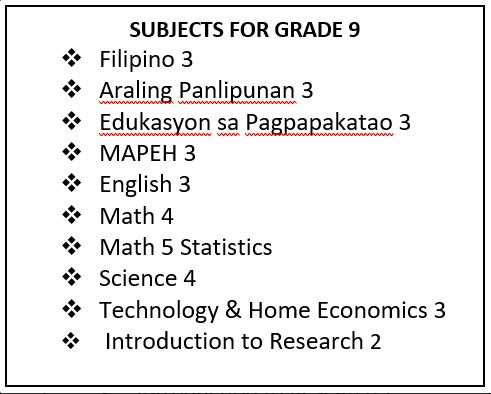 SUBJECTS FOR GRADE 9
❖ Filipino 3
❖ Araling Panlipunan 3
❖ Edukasyon sa Pagpapakatao 3
❖ MAPEH 3
❖ English 3
❖ Math 4
❖ Math 5 Statistics
❖ Science 4
❖ Technology & Home Economics 3
❖ Introduction to Research 2